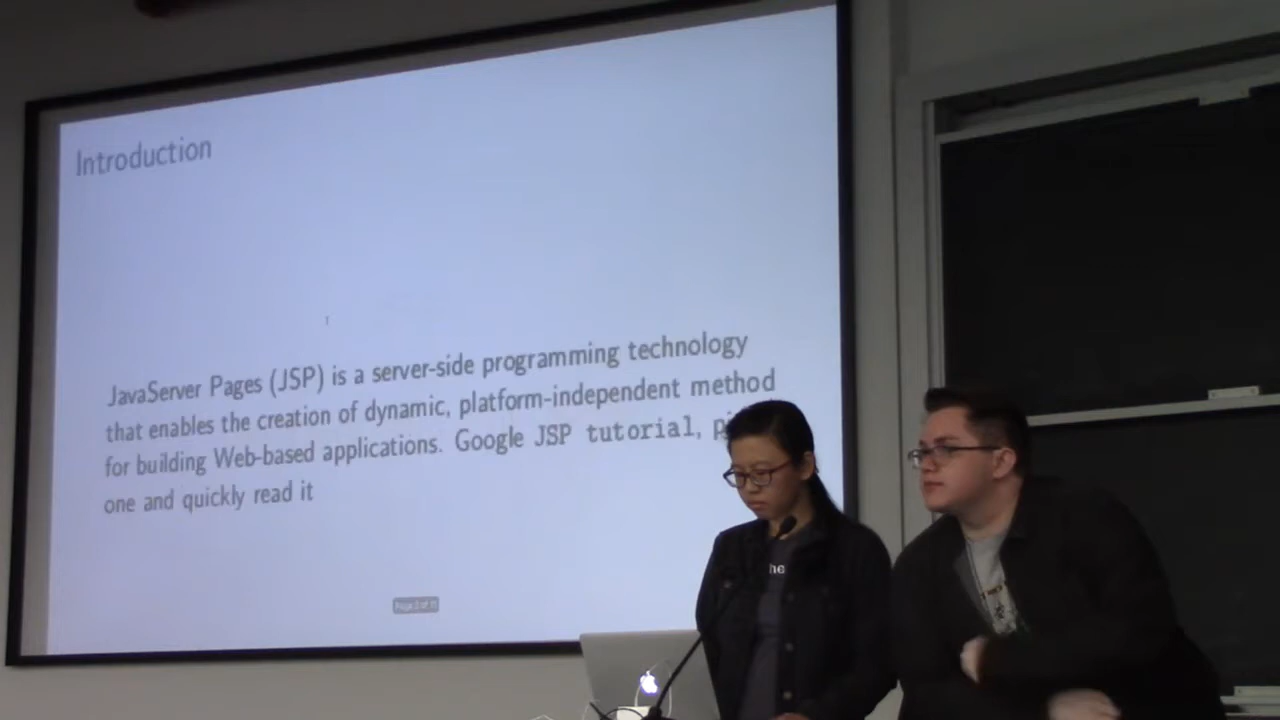 Introduction
JavaServer Pages (JSP) is a server-side programming technology
that enables the creation of dynamic, platform-independent method
for building Web-based applications. Google JSP tutorial,
one and quickly read it
he